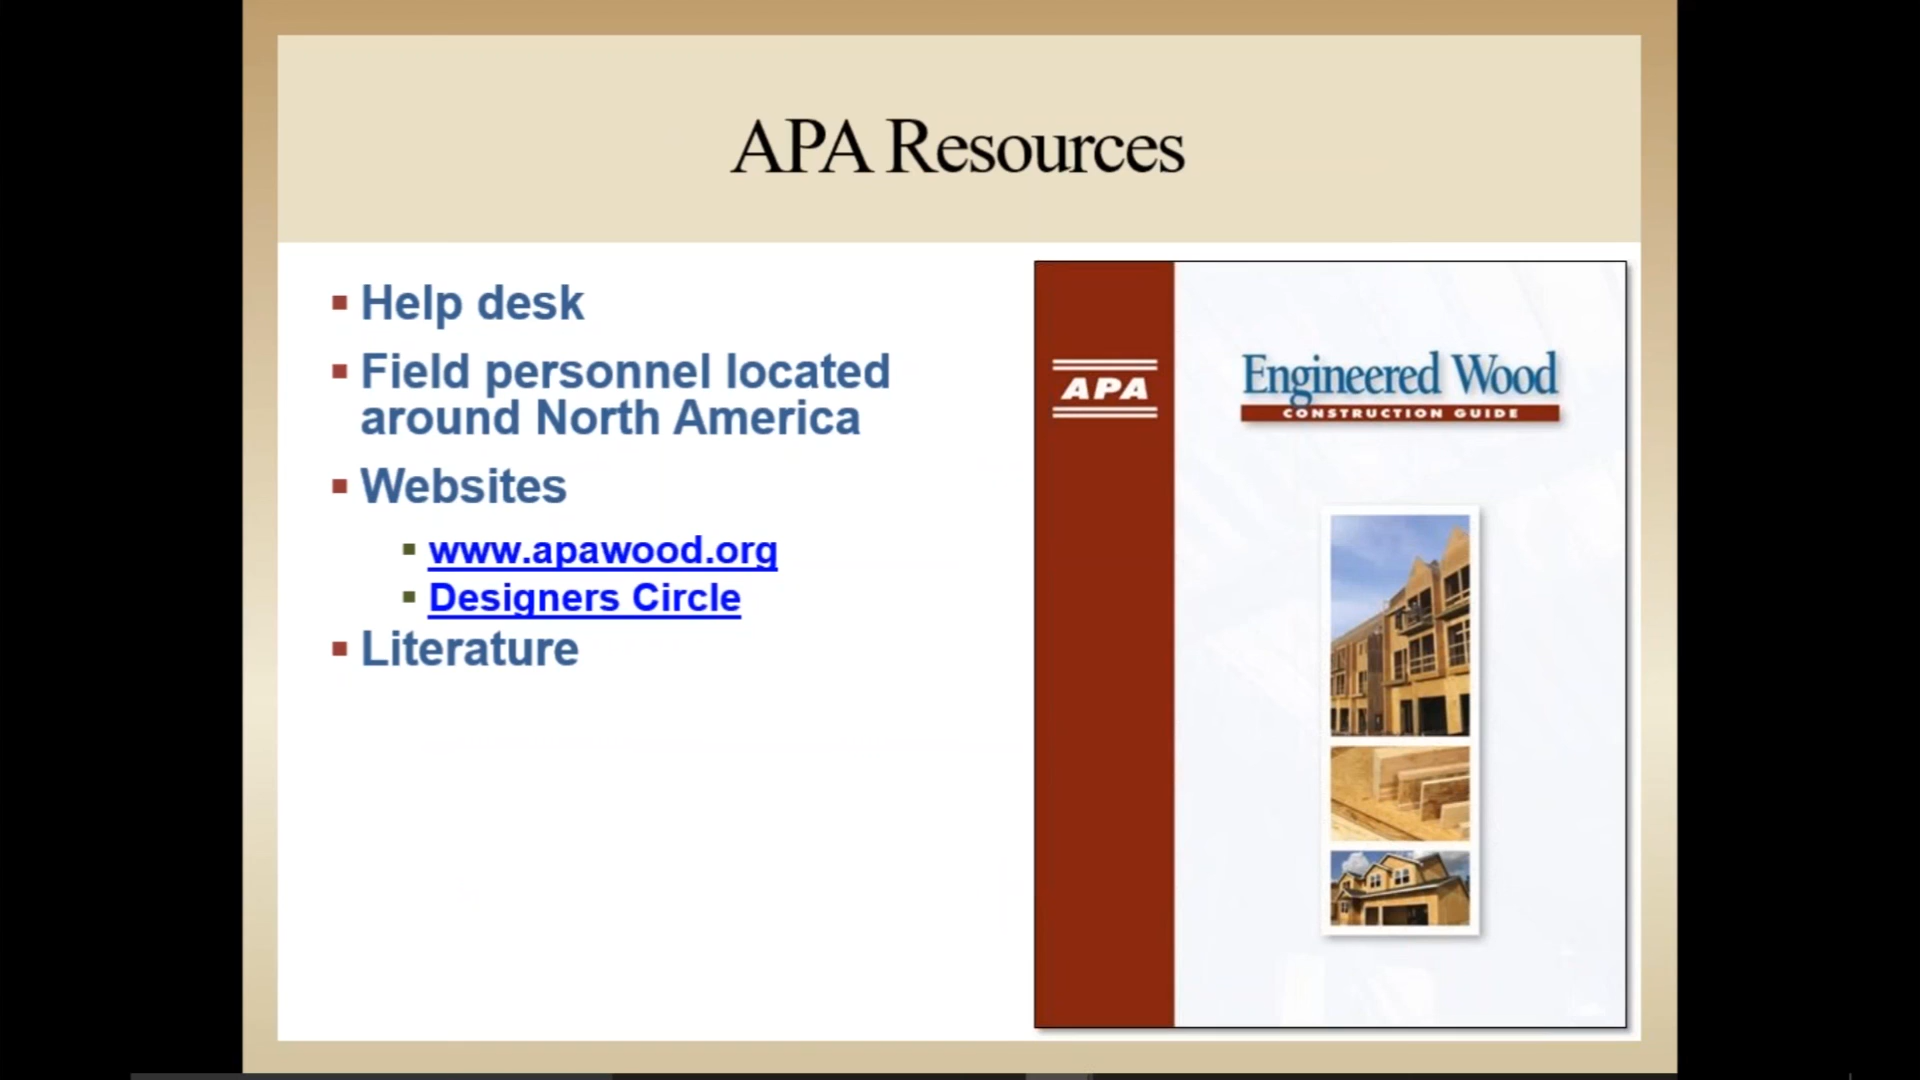 APA Resources
Help desk
Field personnel located
around North America
Websites
www.apawood.org
Designers Circle
Literature
APA
Engineered Wood
CONSTRUCTION GUIDE